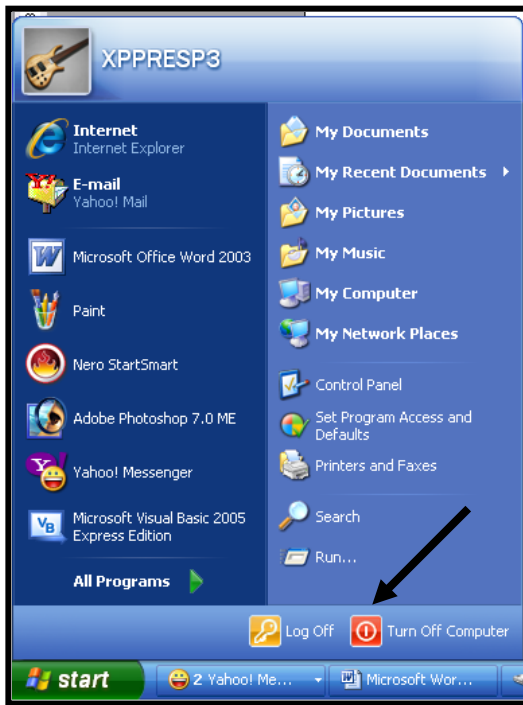 XPPRESP3
Internet
Internet Explorer
E-mail
Yahoo! Mail
Microsoft Office Word 2003
Paint
Nero StartSmart
Adobe Photoshop 7.0 ME
Yahoo! Messenger
Microsoft Visual Basic 2005
Express Edition
All Programs
My Documents
My Recent Documents
My Pictures
My Music
My Computer
My Network Places
Control Panel
Set Program Access and
Defaults
Printers and Faxes
Search
Run...
Log Off
Turn Off Computer
start
2 Yahoo! Me...
Microsoft Wor...